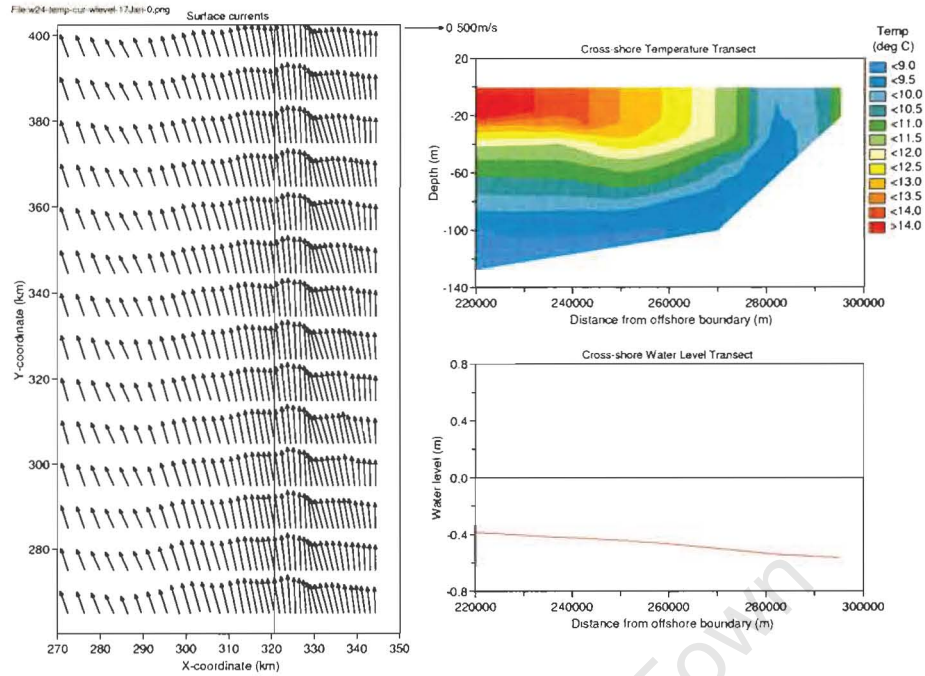 File:w24-temp-cur-wlevel-17Jan-0.png
Surface currents
0 500m/s
400
380
360
340
320
300
280
Y-coordinate (km)
270 280 290 300 310 320 330 340 350
X-coordinate (km)
Cross-shore Temperature Transect
20
-20
-60
-100
-140
Depth (m)
220000 240000 260000 280000 300000
Distance from offshore boundary (m)
Temp
(deg C)
<9.0
<9.5
<10.0
<10.5
<11.0
<11.5
<12.0
<12.5
<13.0
<13.5
<14.0
>14.0
Cross-shore Water Level Transect
0.8
0.4
0.0
-0.4
-0.8
Water level (m)
220000 240000 260000 280000 300000
Distance from offshore boundary (m)
Town